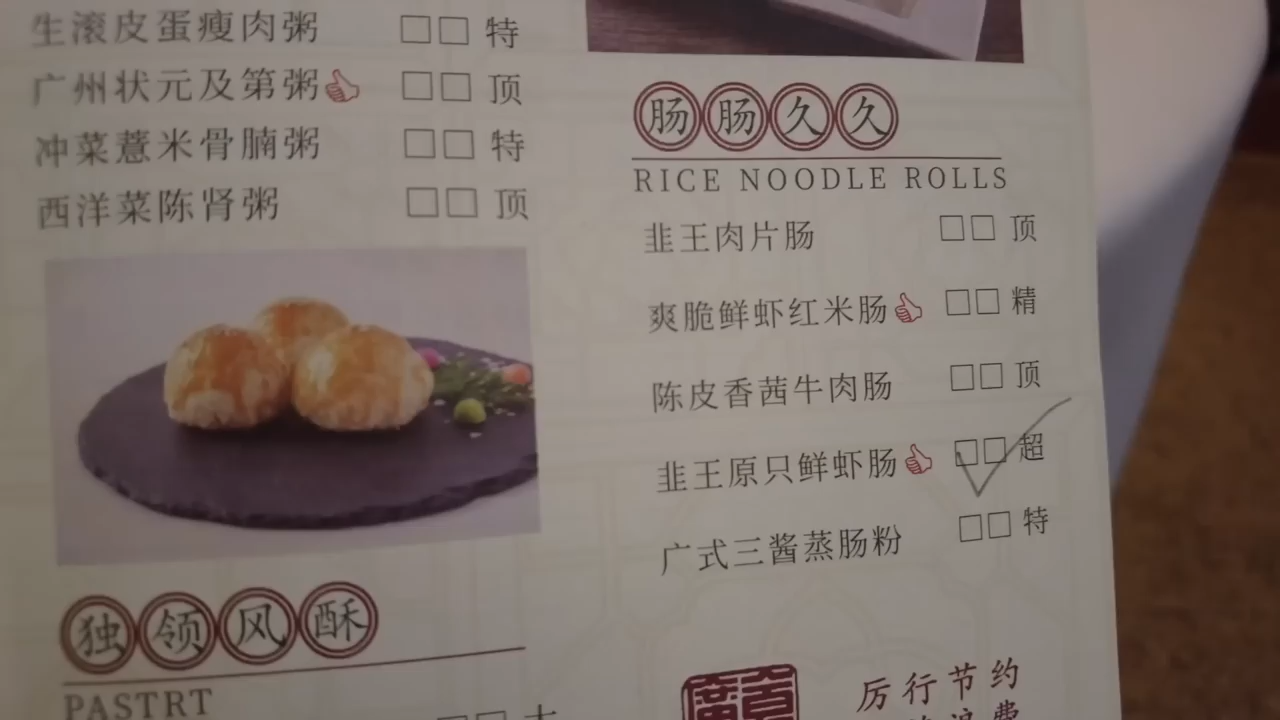 生滚皮蛋瘦肉粥 □□ 特
广州状元及第粥 □□ 顶
冲菜薏米骨腩粥 □□ 特
西洋菜陈肾粥 □□ 顶
独领风酥
PASTRT
肠肠久久
RICE NOODLE ROLLS
韭王肉片肠 □□ 顶
爽脆鲜虾红米肠 □□ 精
陈皮香茜牛肉肠 □□ 顶
韭王原只鲜虾肠 □□ 超
广式三酱蒸肠粉 □□ 特
厉行节约